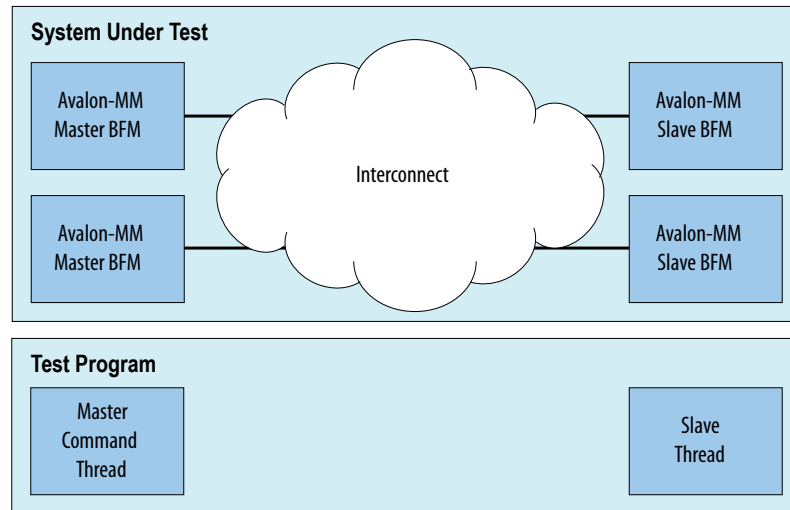 System Under Test
Avalon-MM
Master BFM
Avalon-MM
Slave BFM
Interconnect
Avalon-MM
Master BFM
Avalon-MM
Slave BFM
Test Program
Master
Command
Thread
Slave
Thread